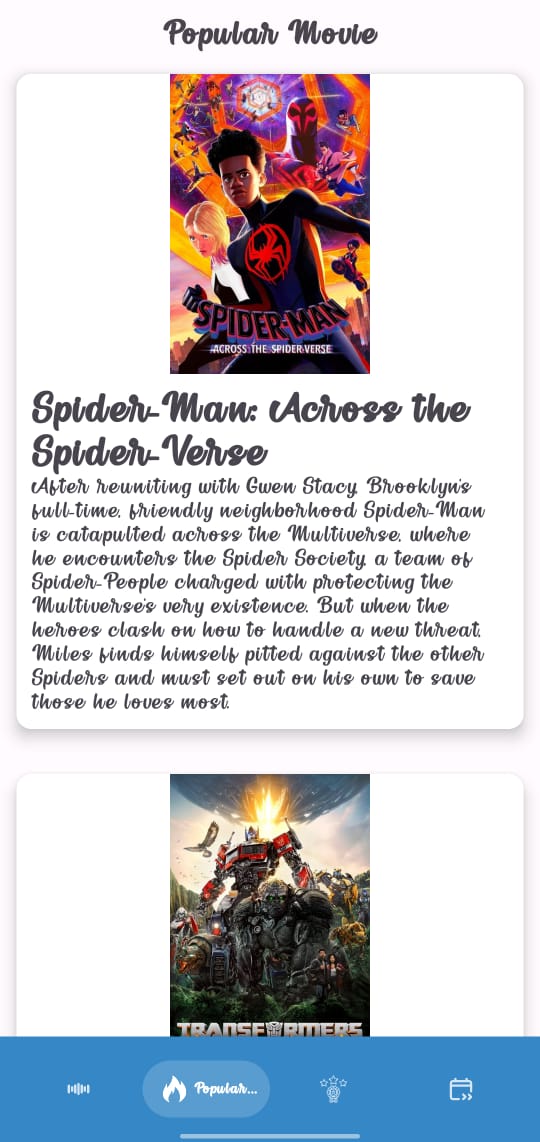 Popular Movie
SPIDER-MAN
ACROSS THE SPIDER-VERSE
Spider-Man: Across the
Spider-Verse
After reuniting with Gwen Stacy, Brooklyn's
full-time, friendly neighborhood Spider-Man
is catapulted across the Multiverse, where
he encounters the Spider Society, a team of
Spider-People charged with protecting the
Multiverse's very existence. But when the
heroes clash on how to handle a new threat,
Miles finds himself pitted against the other
Spiders and must set out on his own to save
those he loves most.
TRANSFORMERS
Popular...